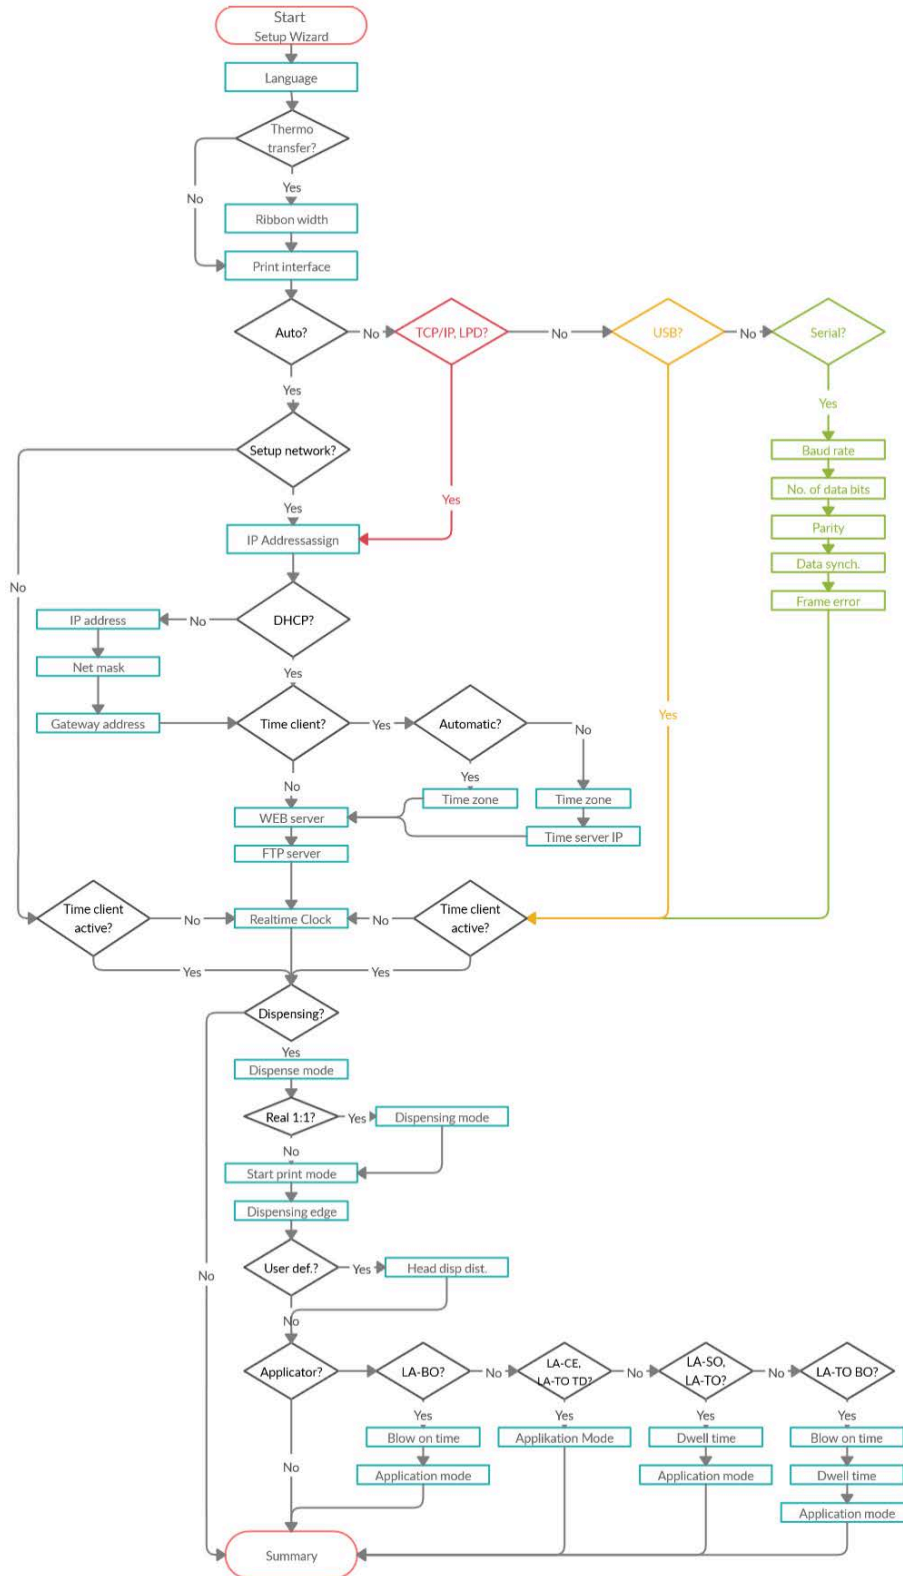 Start
Setup Wizard
Language
Thermo
transfer?
Yes
No
Ribbon width
Print interface
Auto?
No
TCP/IP, LPD?
No
USB?
No
Serial?
Yes
Yes
Baud rate
Setup network?
No. of data bits
Yes
Yes
Parity
IP Addressassign
Data synch.
No
Frame error
IP address
No
DHCP?
Net mask
Yes
Gateway address
Time client?
Yes
Automatic?
No
Yes
Yes
No
Time zone
Time zone
WEB server
Time server IP
FTP server
Time client
active?
No
Realtime Clock
No
Time client
active?
Yes
Yes
Dispensing?
Yes
Dispense mode
Real 1:1?
Yes
Dispensing mode
No
Start print mode
Dispensing edge
User def.?
Yes
Head disp dist.
No
No
Applicator?
LA-BO?
No
LA-CE,
LA-TO TD?
No
LA-SO,
LA-TO?
No
LA-TO BO?
Yes
Yes
Yes
Yes
Blow on time
Applikation Mode
Dwell time
Blow on time
No
Application mode
Application mode
Dwell time
Application mode
Summary